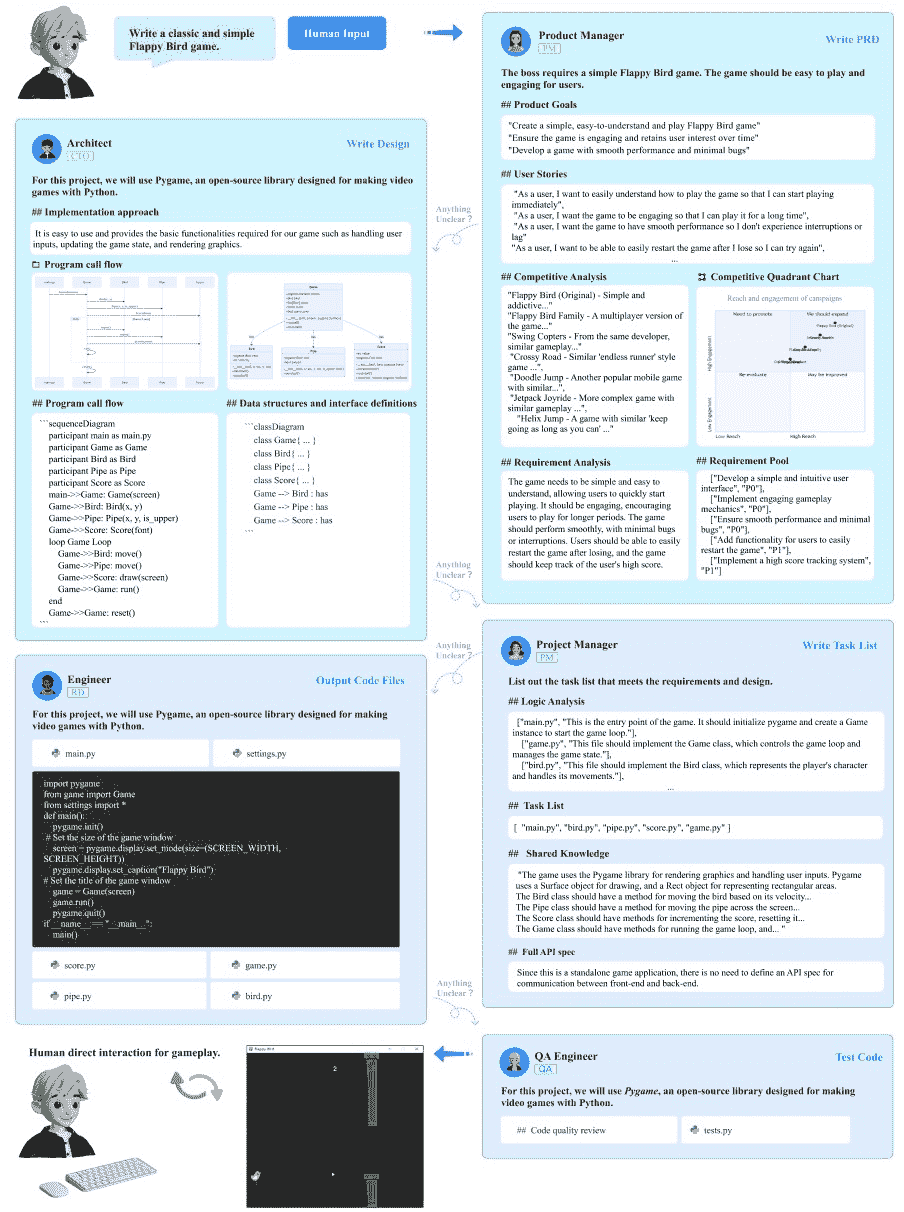 Write a classic and simple
Flappy Bird game.
Human Input
Product Manager
PM
Write PRD
The boss requires a simple Flappy Bird game. The game should be easy to play and
engaging for users.
## Product Goals
"Create a simple, easy-to-understand and play Flappy Bird game"
"Ensure the game is engaging and retains user interest over time"
"Develop a game with smooth performance and minimal bugs"
## User Stories
"As a user, I want to easily understand how to play the game so that I can start playing
immediately",
"As a user, I want the game to be engaging so that I can play it for a long time",
"As a user, I want the game to have smooth performance so I don't experience interruptions or
lag"
"As a user, I want to be able to easily restart the game after I lose so I can try again",
...
## Competitive Analysis
"Flappy Bird (Original) - Simple and
addictive..."
"Flappy Bird Family - A multiplayer version of
the game..."
"Swing Copters - From the same developer,
similar gameplay..."
"Crossy Road - Similar 'endless runner' style
game ...",
"Doodle Jump - Another popular mobile game
with similar...",
"Jetpack Joyride - More complex game with
similar gameplay ...",
"Helix Jump - A game with similar 'keep
going as long as you can' ..."
Competitive Quadrant Chart
Reach and engagement of campaigns
Need to promote
We should expand
Flappy Bird (Original)
Re-evaluate
May be improved
High Engagement
Low Engagement
Low Reach
High Reach
## Requirement Analysis
The game needs to be simple and easy to
understand, allowing users to quickly start
playing. It should be engaging, encouraging
users to play for longer periods. The game
should perform smoothly, with minimal bugs
or interruptions. Users should be able to easily
restart the game after losing, and the game
should keep track of the user's high score.
## Requirement Pool
["Develop a simple and intuitive user
interface", "P0"],
["Implement engaging gameplay
mechanics", "P0"],
["Ensure smooth performance and minimal
bugs", "P0"],
["Add functionality for users to easily
restart the game", "P1"],
["Implement a high score tracking system",
"P1"]
Anything
Unclear ?
Architect
CTO
Write Design
For this project, we will use Pygame, an open-source library designed for making video
games with Python.
## Implementation approach
It is easy to use and provides the basic functionalities required for our game such as handling user
inputs, updating the game state, and rendering graphics.
Program call flow
## Program call flow
```sequenceDiagram
participant main as main.py
participant Game as Game
participant Bird as Bird
participant Pipe as Pipe
participant Score as Score
main->>Game: Game(screen)
Game->>Bird: Bird(x, y)
Game->>Pipe: Pipe(x, y, is_upper)
Game->>Score: Score(font)
loop Game Loop
Game->>Bird: move()
Game->>Pipe: move()
Game->>Score: draw(screen)
Game->>Game: run()
end
Game->>Game: reset()
```
## Data structures and interface definitions
```classDiagram
class Game{ ... }
class Bird{ ... }
class Pipe{ ... }
class Score{ ... }
Game --> Bird : has
Game --> Pipe : has
Game --> Score : has
```
Anything
Unclear ?
Project Manager
PM
Write Task List
List out the task list that meets the requirements and design.
## Logic Analysis
["main.py", "This is the entry point of the game. It should initialize pygame and create a Game
instance to start the game loop."],
["game.py", "This file should implement the Game class, which controls the game loop and
manages the game state."],
["bird.py", "This file should implement the Bird class, which represents the player's character
and handles its movements."],
...
## Task List
[ "main.py", "bird.py", "pipe.py", "score.py", "game.py" ]
## Shared Knowledge
"The game uses the Pygame library for rendering graphics and handling user inputs. Pygame
uses a Surface object for drawing, and a Rect object for representing rectangular areas.
The Bird class should have a method for moving the bird based on its velocity...
The Pipe class should have a method for moving the pipe across the screen...
The Score class should have methods for incrementing the score, resetting it...
The Game class should have methods for running the game loop, and... "
## Full API spec
Since this is a standalone game application, there is no need to define an API spec for
communication between front-end and back-end.
Anything
Unclear ?
Engineer
RD
Output Code Files
For this project, we will use Pygame, an open-source library designed for making
video games with Python.
main.py
settings.py
import pygame
from game import Game
from settings import *
def main():
pygame.init()
# Set the size of the game window
screen = pygame.display.set_mode(size=(SCREEN_WIDTH,
SCREEN_HEIGHT))
pygame.display.set_caption("Flappy Bird")
# Set the title of the game window
game = Game(screen)
game.run()
pygame.quit()
if __name__ == "__main__":
main()
score.py
game.py
pipe.py
bird.py
Anything
Unclear ?
QA Engineer
QA
Test Code
For this project, we will use Pygame, an open-source library designed for making
video games with Python.
## Code quality review
tests.py
Human direct interaction for gameplay.
Flappy Bird
2